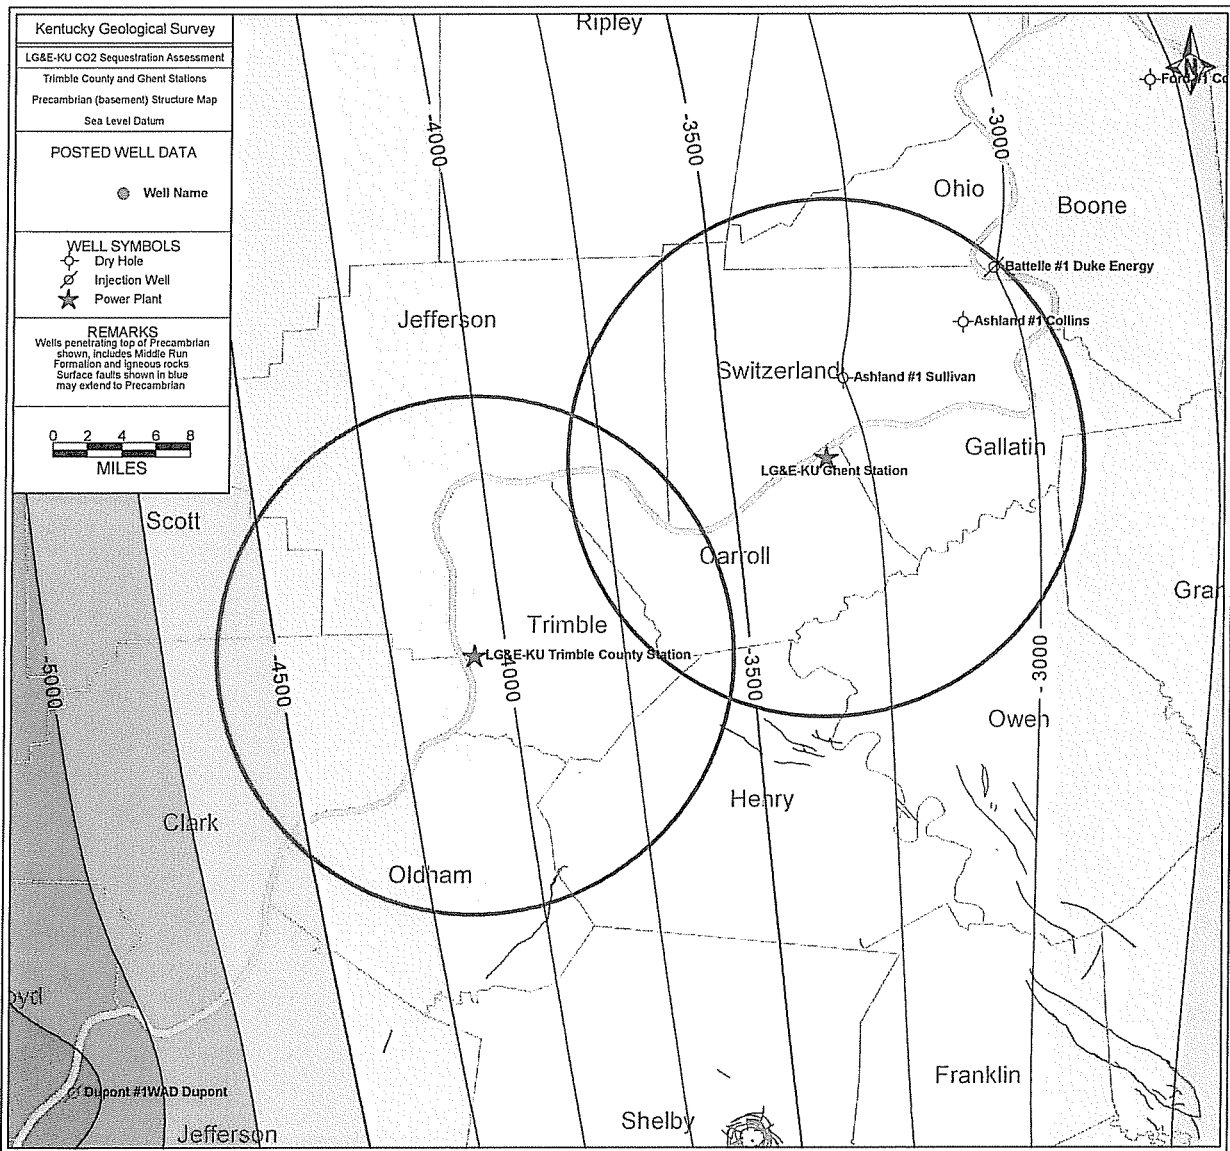 Kentucky Geological Survey
LG&E-KU CO2 Sequestration Assessment
Trimble County and Ghent Stations
Precambrian (basement) Structure Map
Sea Level Datum
POSTED WELL DATA
Well Name
WELL SYMBOLS
Dry Hole
Injection Well
Power Plant
REMARKS
Wells penetrating top of Precambrian
shown, includes Middle Run
Formation and igneous rocks
Surface faults shown in blue
may extend to Precambrian
0 2 4 6 8
MILES
Ripley
N
Ford #1 Co
-4000
-3500
-3000
Ohio
Boone
Battelle #1 Duke Energy
Jefferson
Ashland #1 Collins
Switzerland
Ashland #1 Sullivan
Gallatin
LG&E-KU Ghent Station
Scott
Carroll
Gran
Trimble
LG&E-KU Trimble County Station
-5000
-4500
-4000
-3500
-3000
Owen
Henry
Clark
Oldham
oyd
Franklin
Dupont #1WAD Dupont
Shelby
Jefferson